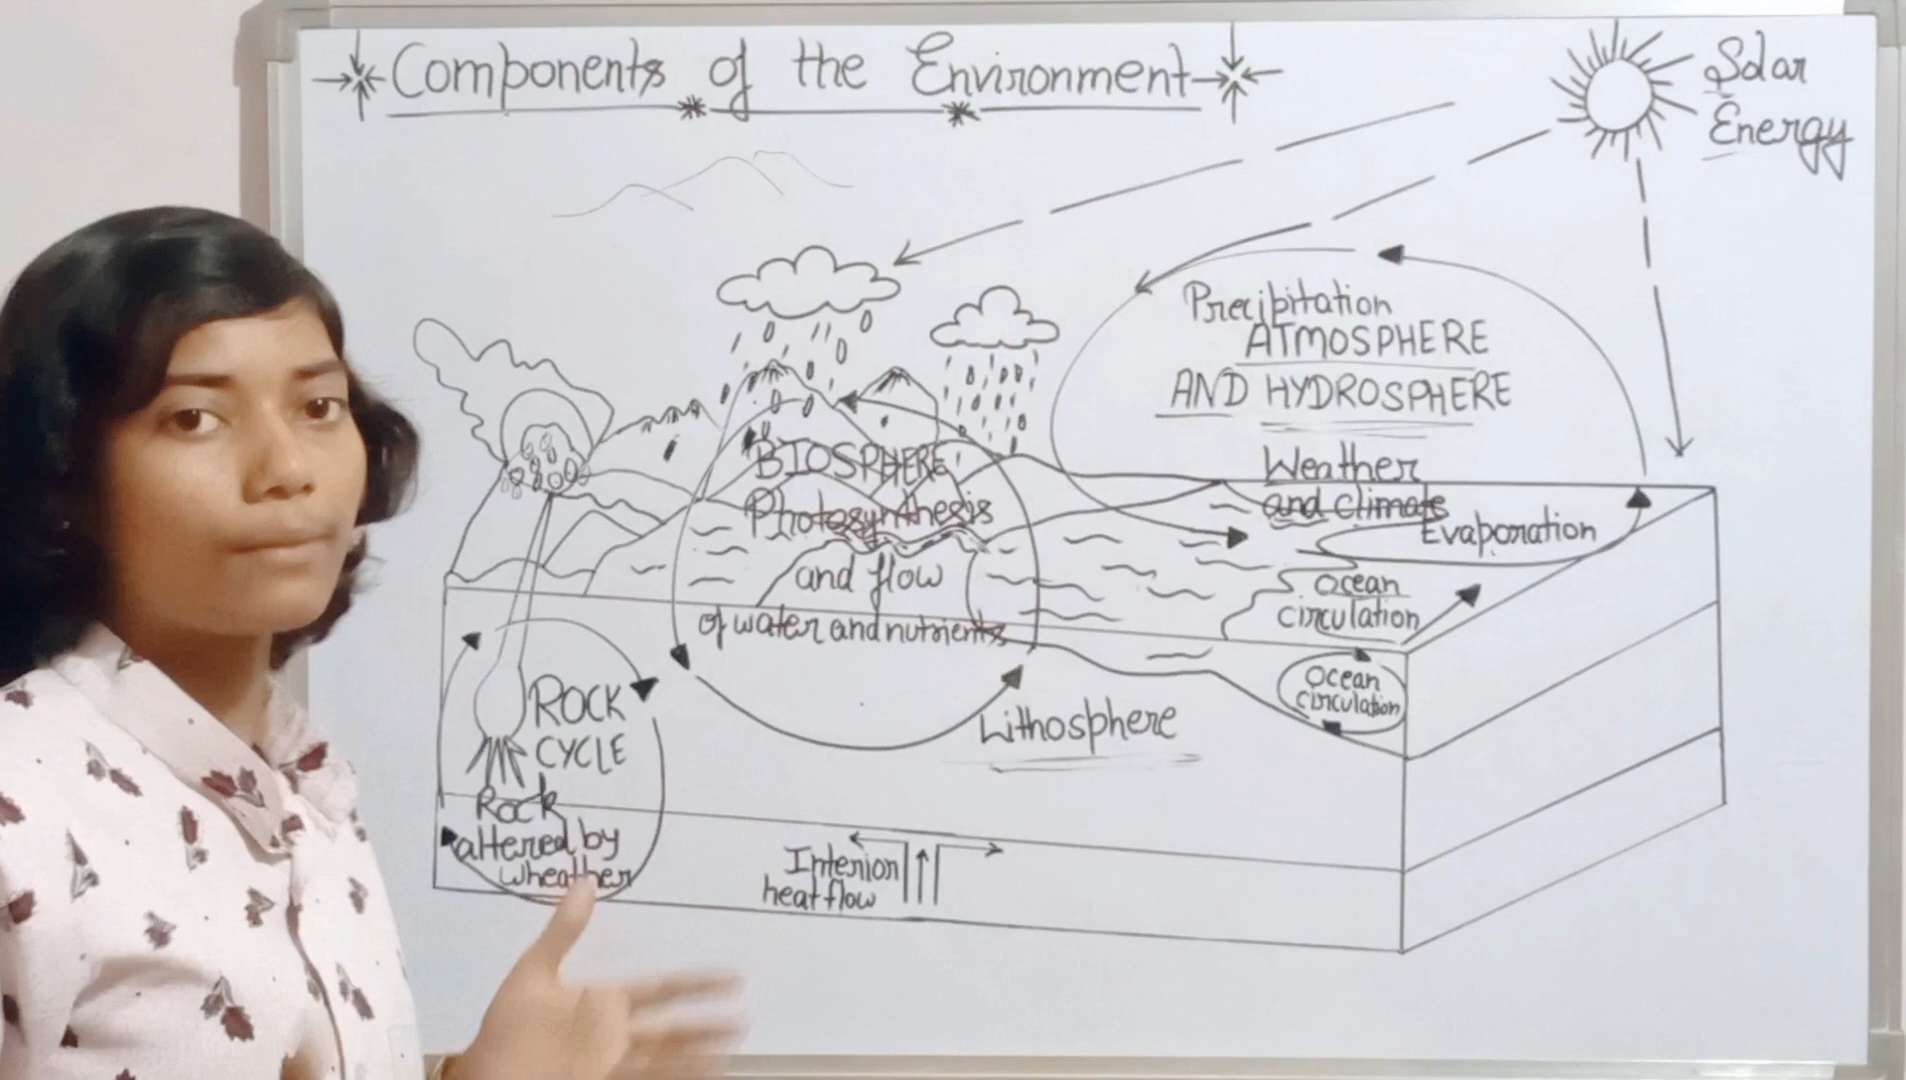 Components of the Environment
Solar
Energy
Precipitation
ATMOSPHERE
AND HYDROSPHERE
Weather
and climate
Evaporation
Ocean
circulation
Ocean
circulation
BIOSPHERE
Photosynthesis
and flow
of water and nutrients
Lithosphere
ROCK
CYCLE
Rock
altered by
wheather
Interior
heat flow